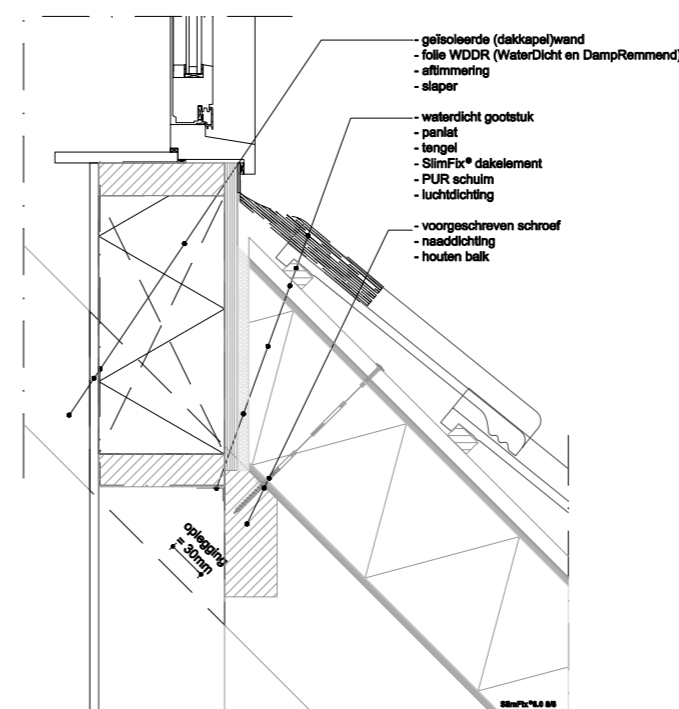 - geïsoleerde (dakkapel)wand
- folie WDDR (WaterDicht en DampRemmend)
- aftimmering
- slaper
- waterdicht gootstuk
- panlat
- tengel
- SlimFix® dakelement
- PUR schuim
- luchtdichting
- voorgeschreven schroef
- naaddichting
- houten balk
oplegging
= 30mm